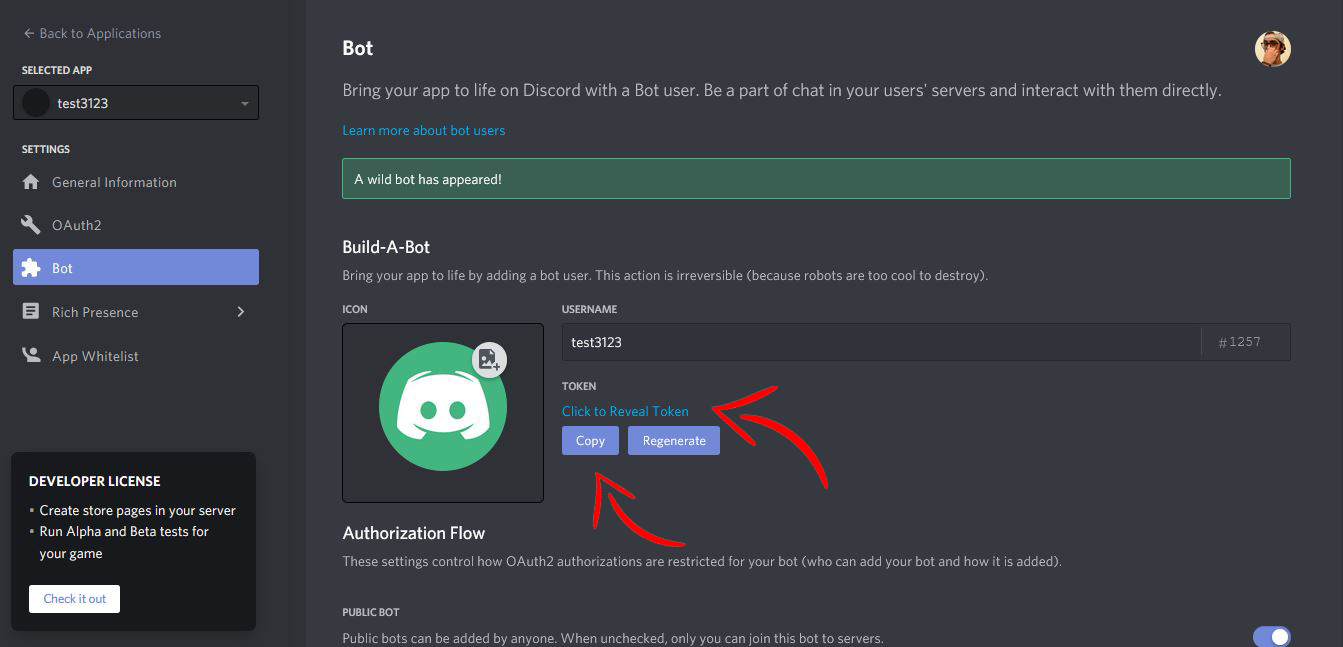 Back to Applications
SELECTED APP
test3123
SETTINGS
General Information
OAuth2
Bot
Rich Presence
App Whitelist
DEVELOPER LICENSE
• Create store pages in your server
• Run Alpha and Beta tests for
your game
Check it out
Bot
Bring your app to life on Discord with a Bot user. Be a part of chat in your users' servers and interact with them directly.
Learn more about bot users
A wild bot has appeared!
Build-A-Bot
Bring your app to life by adding a bot user. This action is irreversible (because robots are too cool to destroy).
ICON
USERNAME
test3123 #1257
TOKEN
Click to Reveal Token
Copy Regenerate
Authorization Flow
These settings control how OAuth2 authorizations are restricted for your bot (who can add your bot and how it is added).
PUBLIC BOT
Public bots can be added by anyone. When unchecked, only you can join this bot to servers.